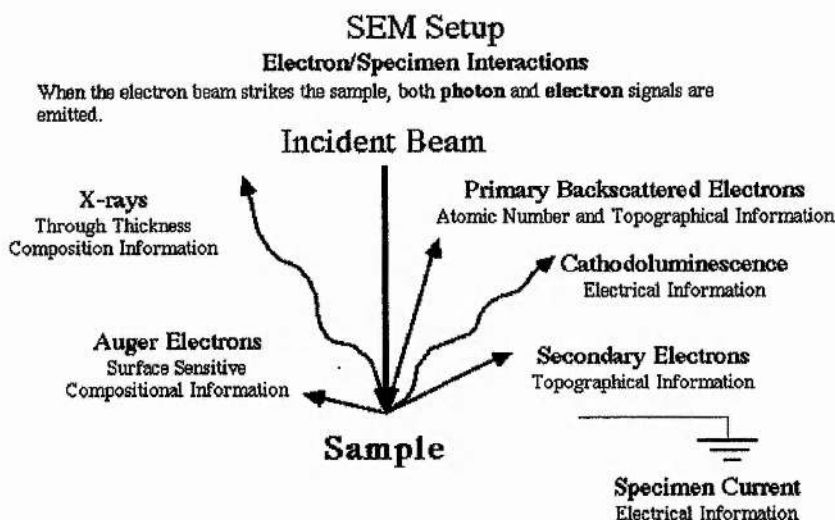 SEM Setup
Electron/Specimen Interactions
When the electron beam strikes the sample, both photon and electron signals are
emitted.
Incident Beam
X-rays
Through Thickness
Composition Information
Primary Backscattered Electrons
Atomic Number and Topographical Information
Cathodoluminescence
Electrical Information
Auger Electrons
Surface Sensitive
Compositional Information
Secondary Electrons
Topographical Information
Sample
Specimen Current
Electrical Information